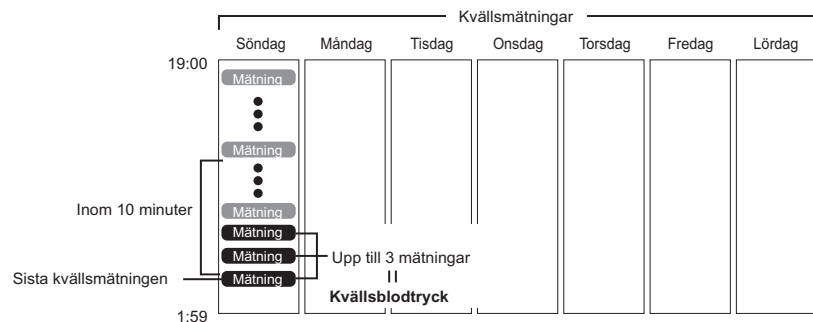 Kvällsmätningar
Söndag Måndag Tisdag Onsdag Torsdag Fredag Lördag
19:00
Mätning
Mätning
Inom 10 minuter
Mätning
Mätning
Mätning Upp till 3 mätningar
Sista kvällsmätningen Mätning
Kvällsblodtryck
1:59